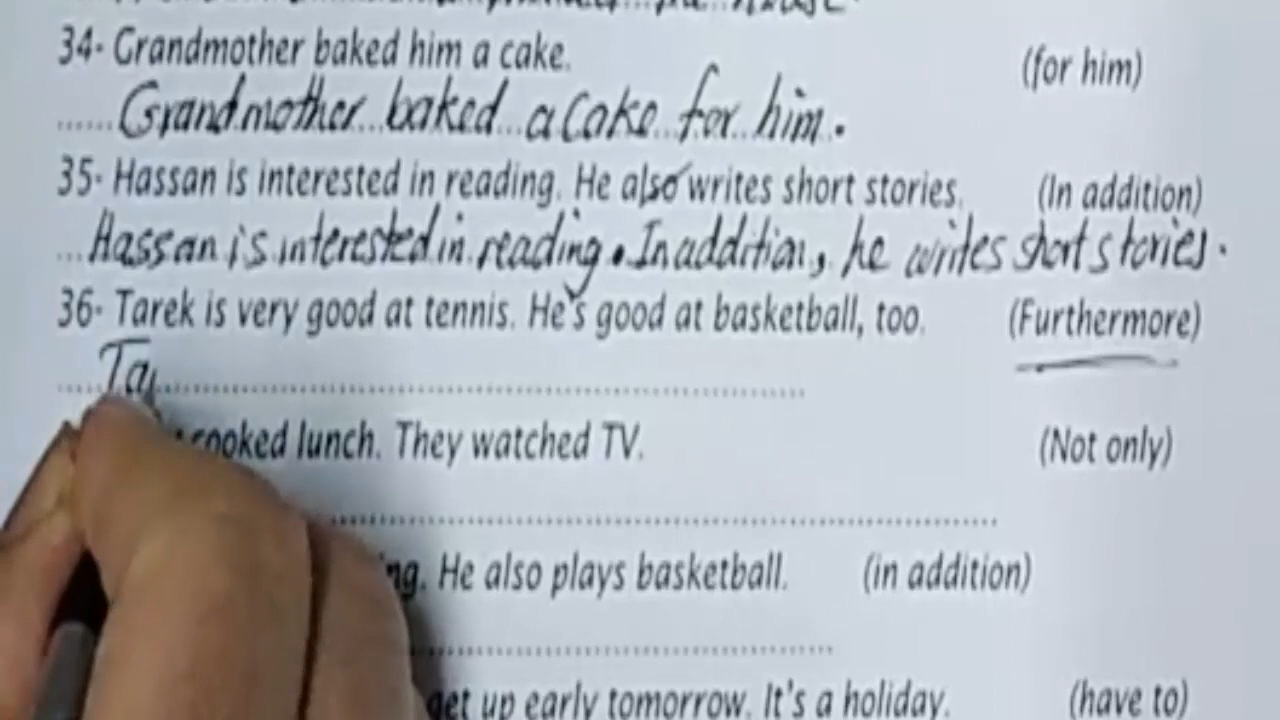 34- Grandmother baked him a cake. (for him)
...... Grandmother baked a cake for him.
35- Hassan is interested in reading. He also writes short stories. (In addition)
... Hassan is interested in reading. In addition, he writes short stories.
36- Tarek is very good at tennis. He's good at basketball, too. (Furthermore)
.... Ta
cooked lunch. They watched TV. (Not only)
ng. He also plays basketball. (in addition)
get up early tomorrow. It's a holiday. (have to)